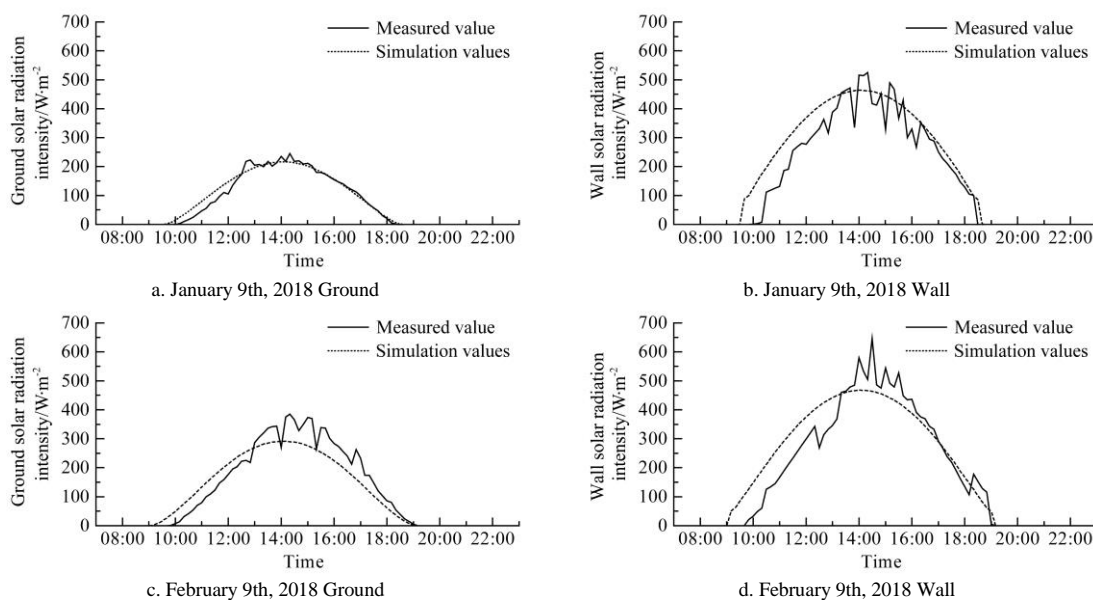 700
600
500
400
300
200
100
0
Ground solar radiation
intensity/W·m-2
Measured value
Simulation values
08:00 10:00 12:00 14:00 16:00 18:00 20:00 22:00
Time
a. January 9th, 2018 Ground
700
600
500
400
300
200
100
0
Wall solar radiation
intensity/W·m-2
Measured value
Simulation values
08:00 10:00 12:00 14:00 16:00 18:00 20:00 22:00
Time
b. January 9th, 2018 Wall
700
600
500
400
300
200
100
0
Ground solar radiation
intensity/W·m-2
Measured value
Simulation values
08:00 10:00 12:00 14:00 16:00 18:00 20:00 22:00
Time
c. February 9th, 2018 Ground
700
600
500
400
300
200
100
0
Wall solar radiation
intensity/W·m-2
Measured value
Simulation values
08:00 10:00 12:00 14:00 16:00 18:00 20:00 22:00
Time
d. February 9th, 2018 Wall